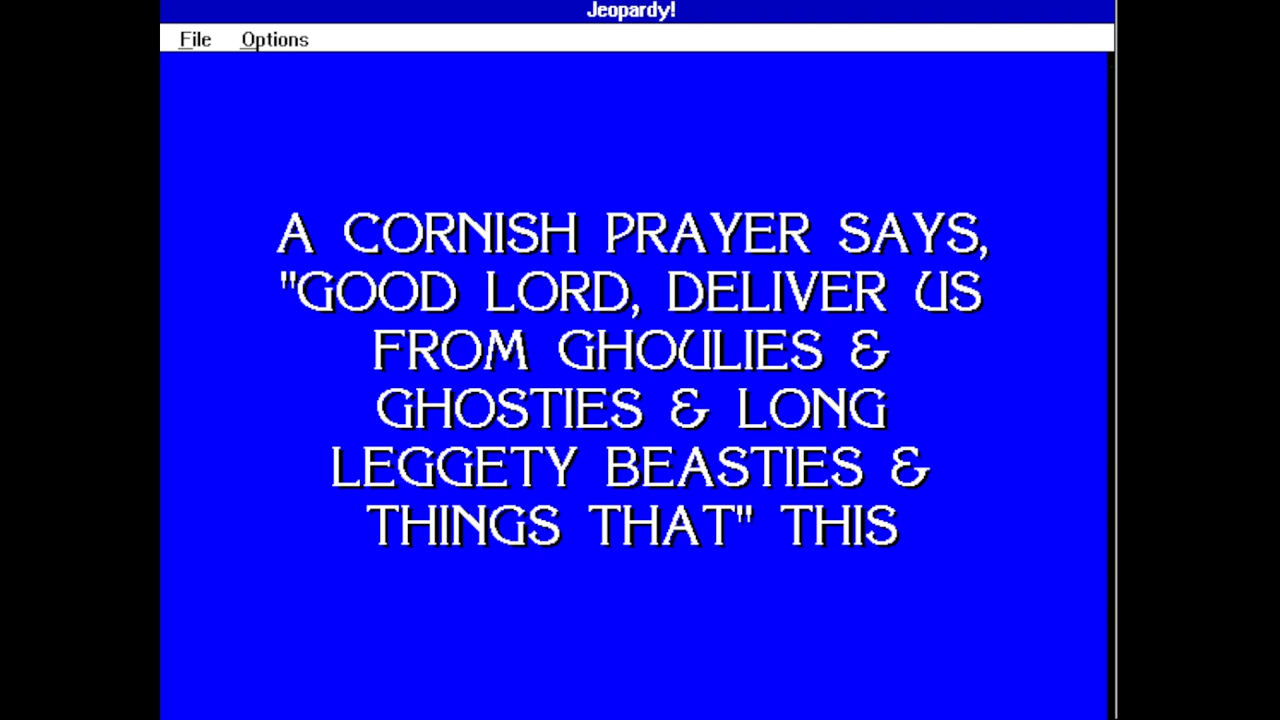 Jeopardy!
File Options
A CORNISH PRAYER SAYS,
"GOOD LORD, DELIVER US
FROM GHOULIES &
GHOSTIES & LONG
LEGGETY BEASTIES &
THINGS THAT" THIS